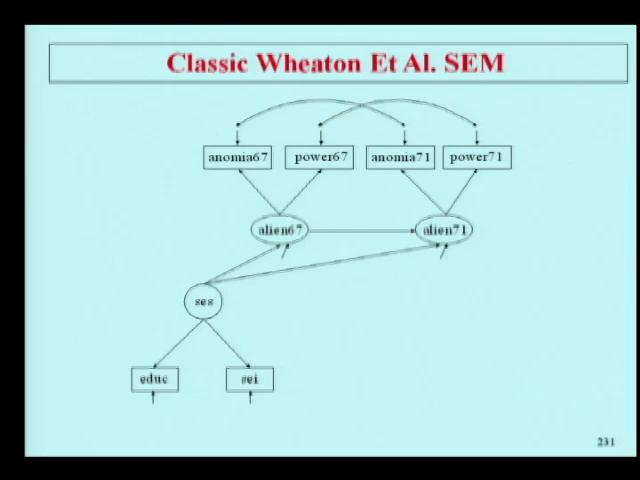 Classic Wheaton Et Al. SEM
anomia67 power67 anomia71 power71
alien67 alien71
ses
educ sei
231